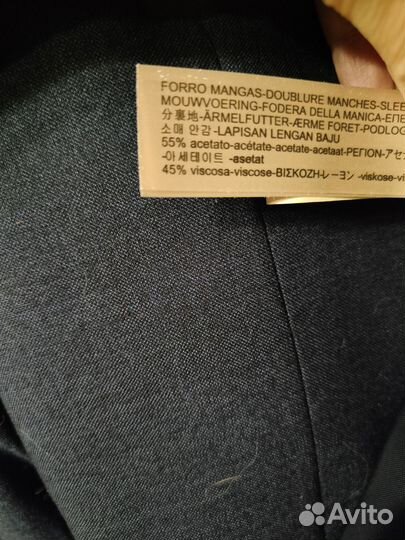 FORRO MANGAS-DOUBLURE MANCHES-SLEE
MOUWVOERING-FODERA DELLA MANICA-ΕΠΕ
分裏地-ÄRMELFUTTER-ÆRME FORET-PODŁOG
소매 안감-LAPISAN LENGAN BAJU
55% acetato-acétate-acetate-acetaat-ΡΕΓΙΟΝ-アセ
-아세테이트 -asetat
45% viscosa-viscose-ΒΙΣΚΟΖΗ-レーヨン -viskose-vi
Avito